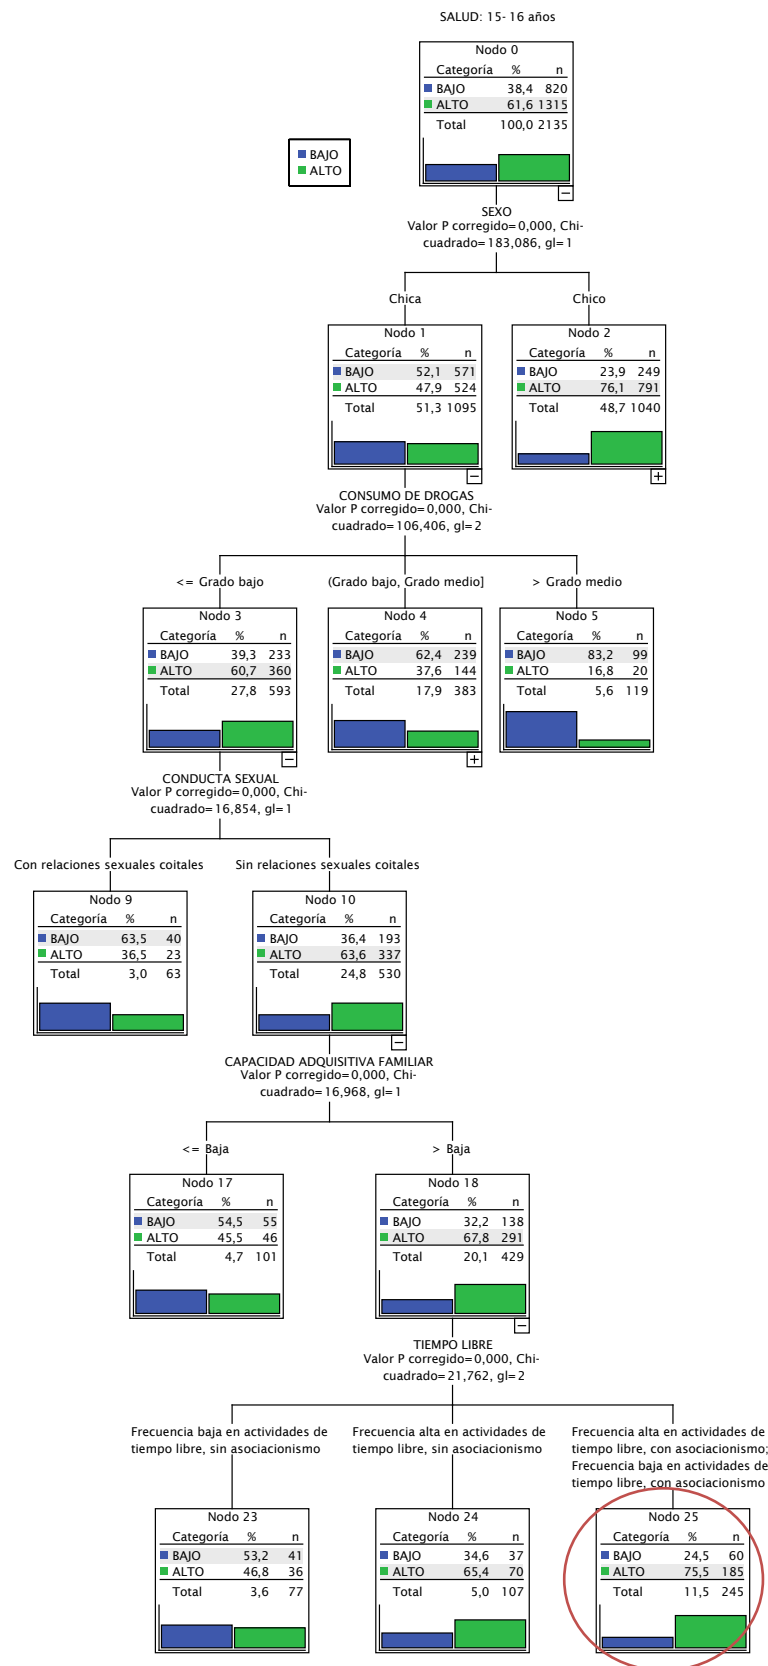 SALUD: 15- 16 años
Nodo 0
Categoría % n
BAJO 38,4 820
ALTO 61,6 1315
Total 100,0 2135
BAJO
ALTO
SEXO
Valor P corregido=0,000, Chi-
cuadrado=183,086, gl=1
Chica
Chico
Nodo 1
Categoría % n
BAJO 52,1 571
ALTO 47,9 524
Total 51,3 1095
Nodo 2
Categoría % n
BAJO 23,9 249
ALTO 76,1 791
Total 48,7 1040
CONSUMO DE DROGAS
Valor P corregido=0,000, Chi-
cuadrado=106,406, gl=2
<= Grado bajo
(Grado bajo, Grado medio]
> Grado medio
Nodo 3
Categoría % n
BAJO 39,3 233
ALTO 60,7 360
Total 27,8 593
Nodo 4
Categoría % n
BAJO 62,4 239
ALTO 37,6 144
Total 17,9 383
Nodo 5
Categoría % n
BAJO 83,2 99
ALTO 16,8 20
Total 5,6 119
CONDUCTA SEXUAL
Valor P corregido=0,000, Chi-
cuadrado=16,854, gl=1
Con relaciones sexuales coitales
Sin relaciones sexuales coitales
Nodo 9
Categoría % n
BAJO 63,5 40
ALTO 36,5 23
Total 3,0 63
Nodo 10
Categoría % n
BAJO 36,4 193
ALTO 63,6 337
Total 24,8 530
CAPACIDAD ADQUISITIVA FAMILIAR
Valor P corregido=0,000, Chi-
cuadrado=16,968, gl=1
<= Baja
> Baja
Nodo 17
Categoría % n
BAJO 54,5 55
ALTO 45,5 46
Total 4,7 101
Nodo 18
Categoría % n
BAJO 32,2 138
ALTO 67,8 291
Total 20,1 429
TIEMPO LIBRE
Valor P corregido=0,000, Chi-
cuadrado=21,762, gl=2
Frecuencia baja en actividades de
tiempo libre, sin asociacionismo
Frecuencia alta en actividades de
tiempo libre, sin asociacionismo
Frecuencia alta en actividades de
tiempo libre, con asociacionismo;
Frecuencia baja en actividades de
tiempo libre, con asociacionismo
Nodo 23
Categoría % n
BAJO 53,2 41
ALTO 46,8 36
Total 3,6 77
Nodo 24
Categoría % n
BAJO 34,6 37
ALTO 65,4 70
Total 5,0 107
Nodo 25
Categoría % n
BAJO 24,5 60
ALTO 75,5 185
Total 11,5 245